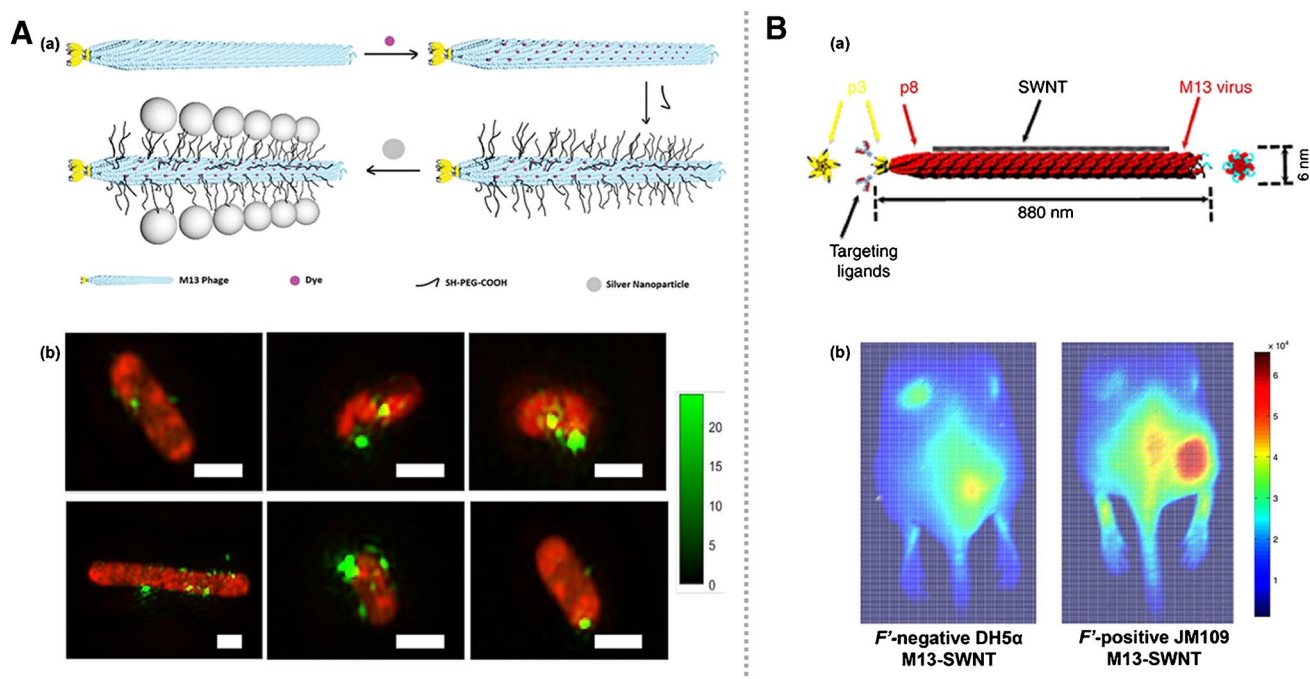 A
(a)
M13 Phage
Dye
SH-PEG-COOH
Silver Nanoparticle
(b)
20
15
10
5
0
B
(a)
p3
p8
SWNT
M13 virus
6 nm
880 nm
Targeting
ligands
(b)
× 10⁴
6
5
4
3
2
1
F'-negative DH5α
M13-SWNT
F'-positive JM109
M13-SWNT